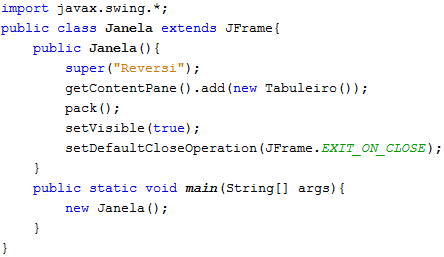 import javax.swing.*;
public class Janela extends JFrame{
    public Janela(){
        super("Reversi");
        getContentPane().add(new Tabuleiro());
        pack();
        setVisible(true);
        setDefaultCloseOperation(JFrame.EXIT_ON_CLOSE);
    }
    public static void main(String[] args){
        new Janela();
    }
}